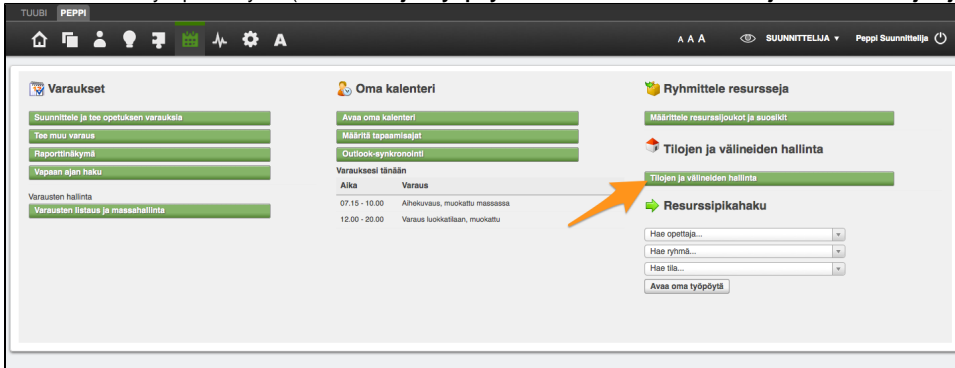 TUUBI PEPPI
A
A A A
SUUNNITTELIJA
Peppi Suunnittelija
Varaukset
Suunnittele ja tee opetuksen varauksia
Tee muu varaus
Raporttinäkymä
Vapaan ajan haku
Varausten hallinta
Varausten listaus ja massahallinta
Oma kalenteri
Avaa oma kalenteri
Määritä tapaamisajat
Outlook-synkronointi
Varauksesi tänään
Aika Varaus
07.15 - 10.00 Aihekuvaus, muokattu massassa
12.00 - 20.00 Varaus luokkatilaan, muokattu
Ryhmittele resursseja
Määrittele resurssijoukot ja suosikit
Tilojen ja välineiden hallinta
Tilojen ja välineiden hallinta
Resurssipikahaku
Hae opettaja...
Hae ryhmä...
Hae tila...
Avaa oma työpöytä